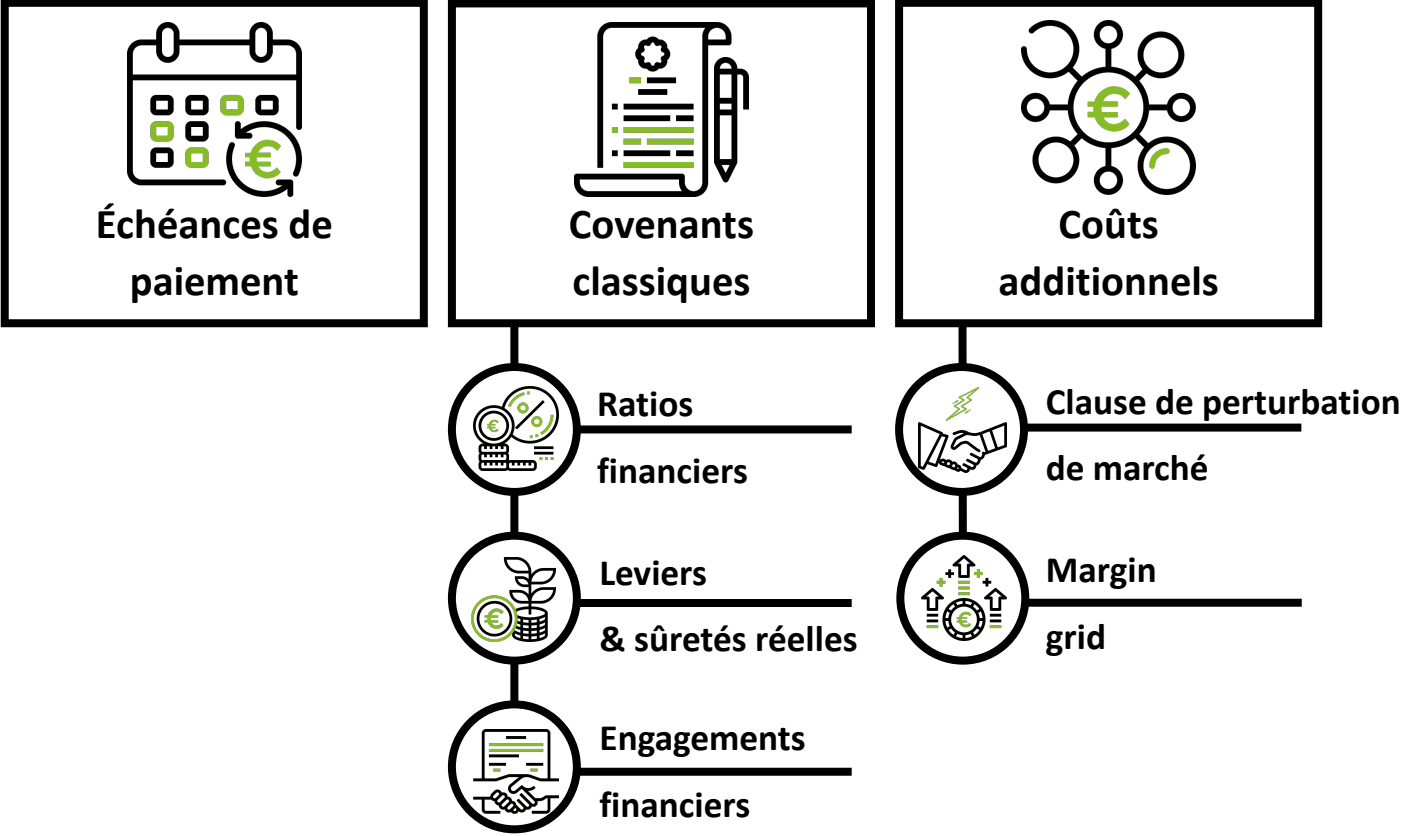 Échéances de
paiement
Covenants
classiques
Coûts
additionnels
Ratios
financiers
Leviers
& sûretés réelles
Engagements
financiers
Clause de perturbation
de marché
Margin
grid